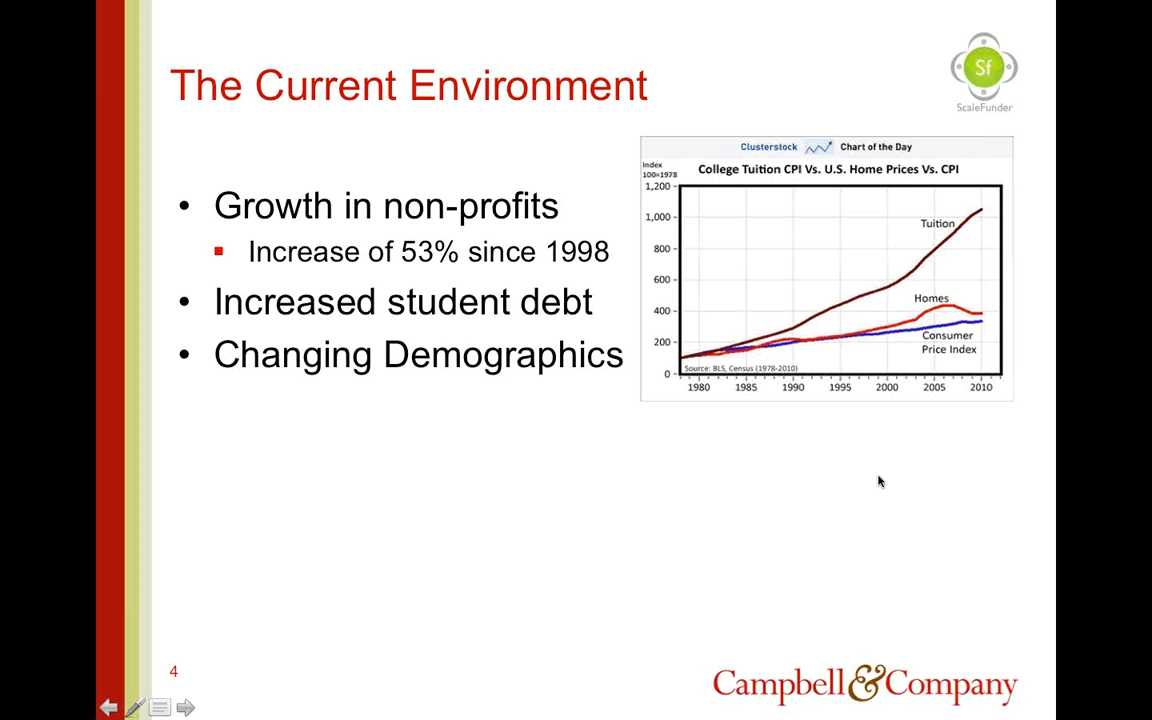 The Current Environment
Sf
ScaleFunder
• Growth in non-profits
▪ Increase of 53% since 1998
• Increased student debt
• Changing Demographics
Clusterstock Chart of the Day
Index
100=1978
College Tuition CPI Vs. U.S. Home Prices Vs. CPI
1,200
1,000
800
600
400
200
0
Tuition
Homes
Consumer
Price Index
Source: BLS, Census (1978-2010)
1980 1985 1990 1995 2000 2005 2010
4
Campbell&Company